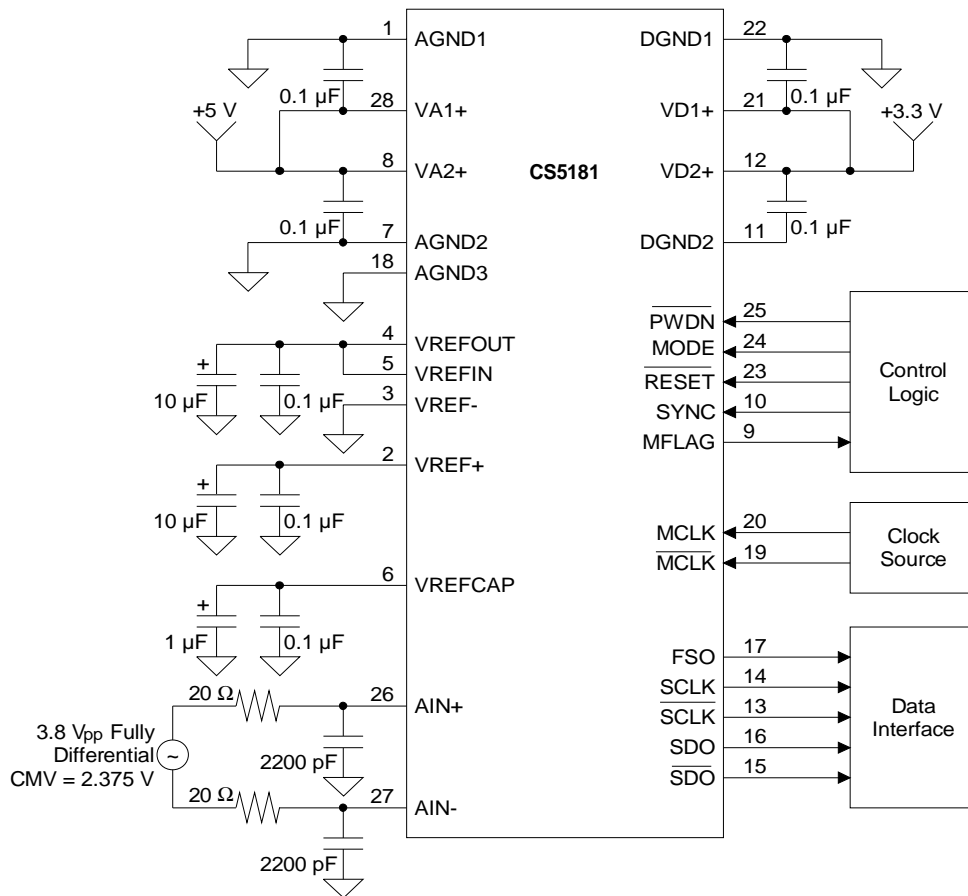 1
AGND1
DGND1
22
0.1 µF
0.1 µF
+5 V
28
VA1+
VD1+
21
+3.3 V
8
VA2+
CS5181
VD2+
12
0.1 µF
0.1 µF
7
AGND2
DGND2
11
18
AGND3
PWDN
25
4
VREFOUT
MODE
24
+
5
VREFIN
RESET
23
Control
Logic
10 µF
0.1 µF
3
VREF-
SYNC
10
MFLAG
9
2
VREF+
+
10 µF
0.1 µF
MCLK
20
Clock
Source
MCLK
19
6
VREFCAP
+
1 µF
0.1 µF
FSO
17
20 Ω
26
AIN+
SCLK
14
SCLK
13
Data
Interface
3.8 Vpp Fully
Differential
CMV = 2.375 V
~
2200 pF
SDO
16
SDO
15
20 Ω
27
AIN-
2200 pF